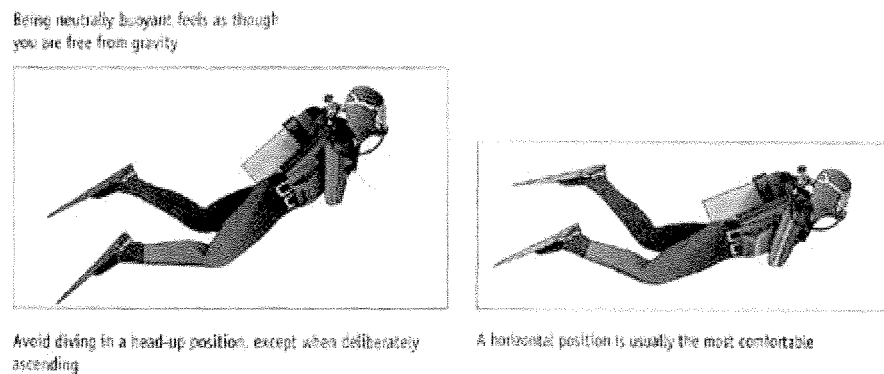 Being neutrally buoyant feels as though
you are free from gravity
Avoid diving in a head-up position, except when deliberately
ascending
A horizontal position is usually the most comfortable